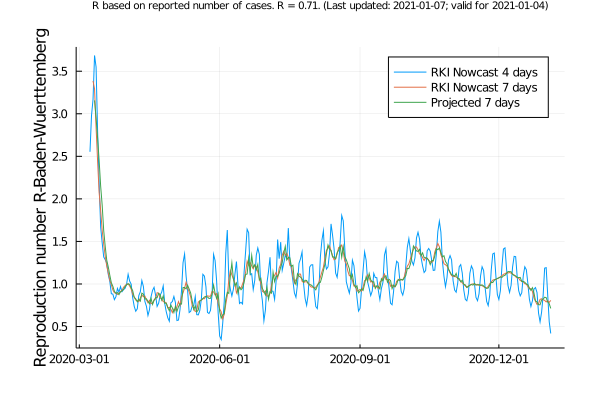 R based on reported number of cases. R = 0.71. (Last updated: 2021-01-07; valid for 2021-01-04)
Reproduction number R-Baden-Wuerttemberg
3.5
3.0
2.5
2.0
1.5
1.0
0.5
RKI Nowcast 4 days
RKI Nowcast 7 days
Projected 7 days
2020-03-01
2020-06-01
2020-09-01
2020-12-01